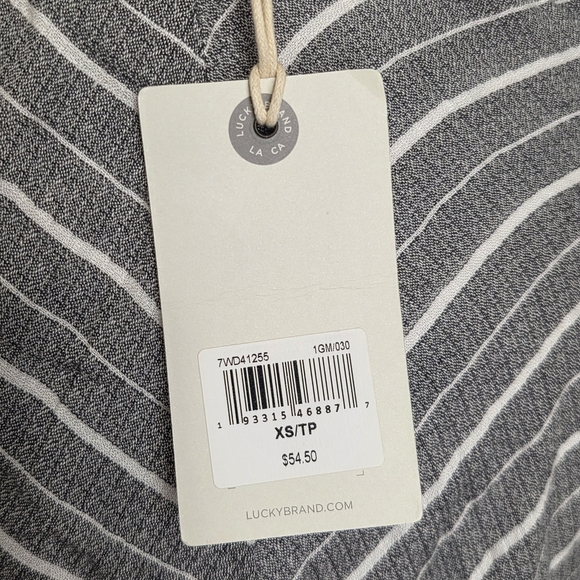 LUCKY BRAND
LA CA
7WD41255 1GM/030
1 93315 46887 7
XS/TP
$54.50
LUCKYBRAND.COM